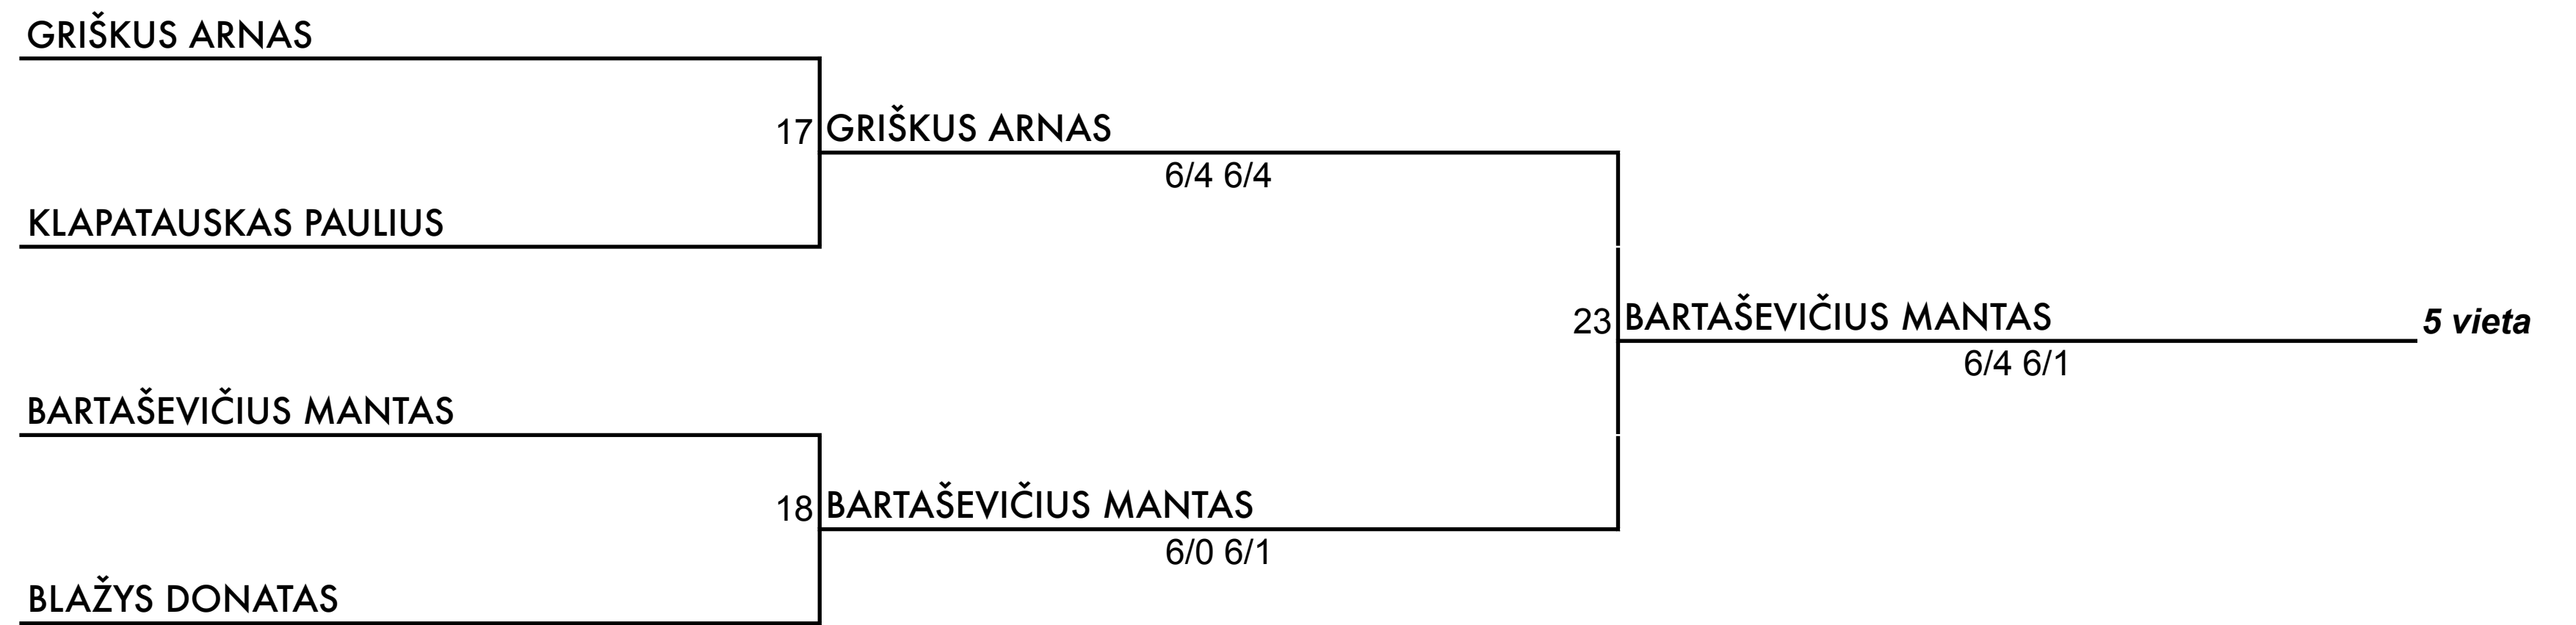 GRIŠKUS ARNAS
17 GRIŠKUS ARNAS
6/4 6/4
KLAPATAUSKAS PAULIUS
23 BARTAŠEVIČIUS MANTAS 5 vieta
6/4 6/1
BARTAŠEVIČIUS MANTAS
18 BARTAŠEVIČIUS MANTAS
6/0 6/1
BLAŽYS DONATAS